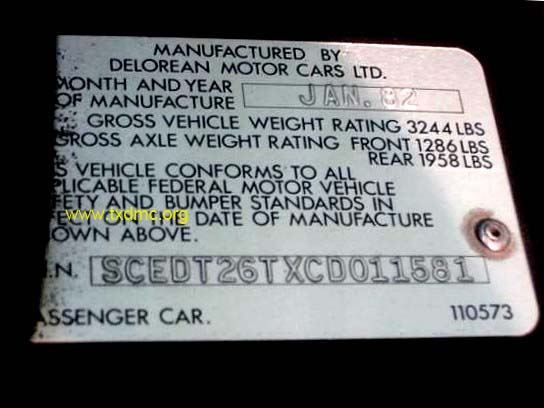 MANUFACTURED BY
DELOREAN MOTOR CARS LTD.
MONTH AND YEAR
OF MANUFACTURE JAN. 82
GROSS VEHICLE WEIGHT RATING 3244 LBS
GROSS AXLE WEIGHT RATING FRONT 1286 LBS
REAR 1958 LBS
S VEHICLE CONFORMS TO ALL
PLICABLE FEDERAL MOTOR VEHICLE
FETY AND BUMPER STANDARDS IN
www.txdmc.org
ON THE DATE OF MANUFACTURE
OWN ABOVE.
.N. SCEDT26TXCD011581
ASSENGER CAR. 110573